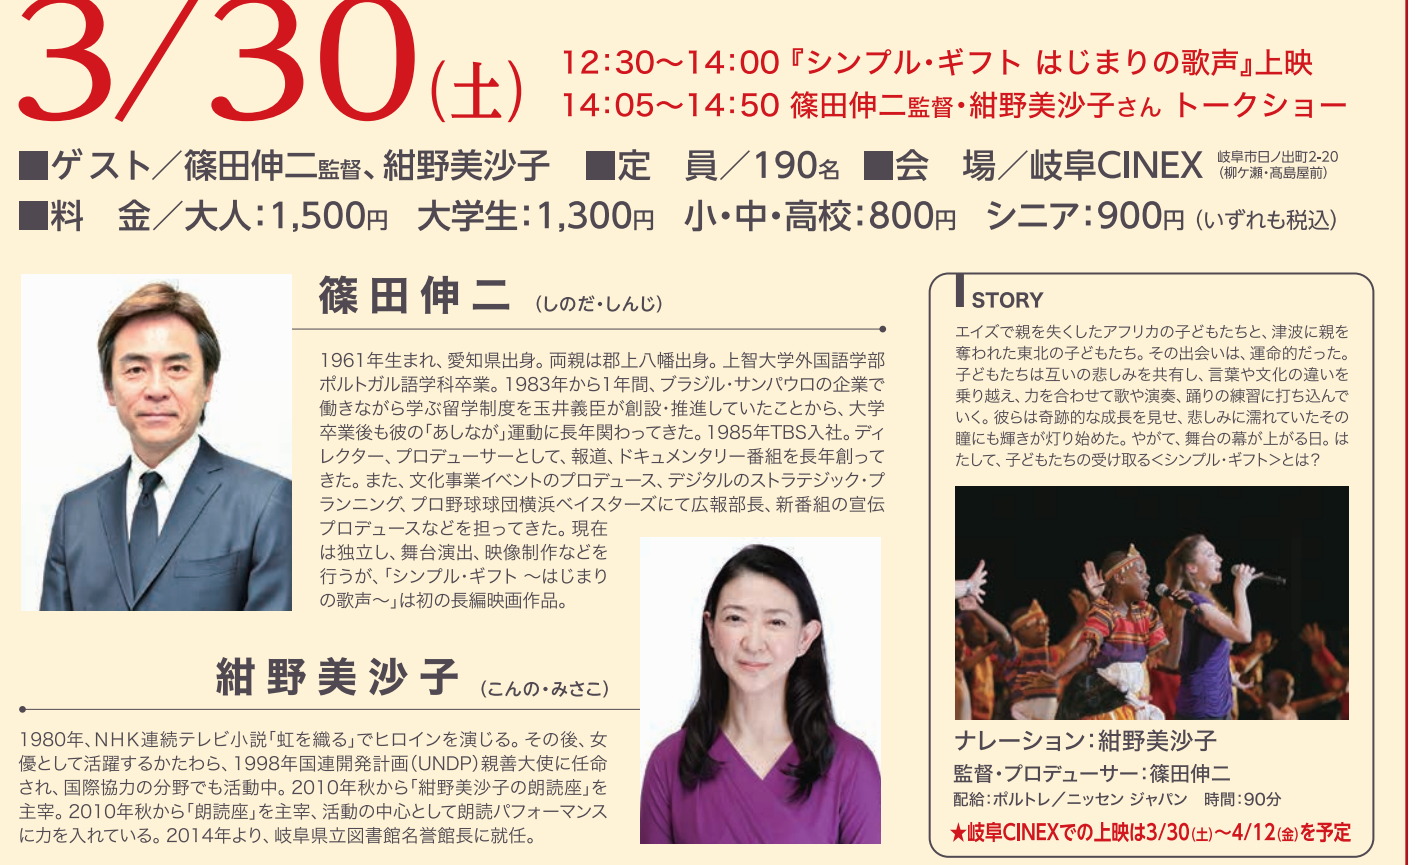 3/30(土)
12:30〜14:00『シンプル・ギフト はじまりの歌声』上映
14:05〜14:50 篠田伸二監督・紺野美沙子さん トークショー
■ゲスト／篠田伸二監督、紺野美沙子 ■定　員／190名 ■会　場／岐阜CINEX 岐阜市日ノ出町2-20
（柳ケ瀬・髙島屋前）
■料　金／大人：1,500円　大学生：1,300円　小・中・高校：800円　シニア：900円（いずれも税込）
篠田伸二（しのだ・しんじ）
1961年生まれ、愛知県出身。両親は郡上八幡出身。上智大学外国語学部
ポルトガル語学科卒業。1983年から1年間、ブラジル・サンパウロの企業で
働きながら学ぶ留学制度を玉井義臣が創設・推進していたことから、大学
卒業後も彼の「あしなが」運動に長年関わってきた。1985年TBS入社。ディ
レクター、プロデューサーとして、報道、ドキュメンタリー番組を長年創って
きた。また、文化事業イベントのプロデュース、デジタルのストラテジック・プ
ランニング、プロ野球球団横浜ベイスターズにて広報部長、新番組の宣伝
プロデュースなどを担ってきた。現在
は独立し、舞台演出、映像制作などを
行うが、「シンプル・ギフト 〜はじまり
の歌声〜」は初の長編映画作品。
紺野美沙子（こんの・みさこ）
1980年、NHK連続テレビ小説「虹を織る」でヒロインを演じる。その後、女
優として活躍するかたわら、1998年国連開発計画（UNDP）親善大使に任命
され、国際協力の分野でも活動中。2010年秋から「紺野美沙子の朗読座」を
主宰。2010年秋から「朗読座」を主宰、活動の中心として朗読パフォーマンス
に力を入れている。2014年より、岐阜県立図書館名誉館長に就任。
STORY
エイズで親を失くしたアフリカの子どもたちと、津波に親を
奪われた東北の子どもたち。その出会いは、運命的だった。
子どもたちは互いの悲しみを共有し、言葉や文化の違いを
乗り越え、力を合わせて歌や演奏、踊りの練習に打ち込んで
いく。彼らは奇跡的な成長を見せ、悲しみに濡れていたその
瞳にも輝きが灯り始めた。やがて、舞台の幕が上がる日。は
たして、子どもたちの受け取る＜シンプル・ギフト＞とは？
ナレーション：紺野美沙子
監督・プロデューサー：篠田伸二
配給：ポルトレ／ニッセン ジャパン　時間：90分
★岐阜CINEXでの上映は3/30(土)〜4/12(金)を予定